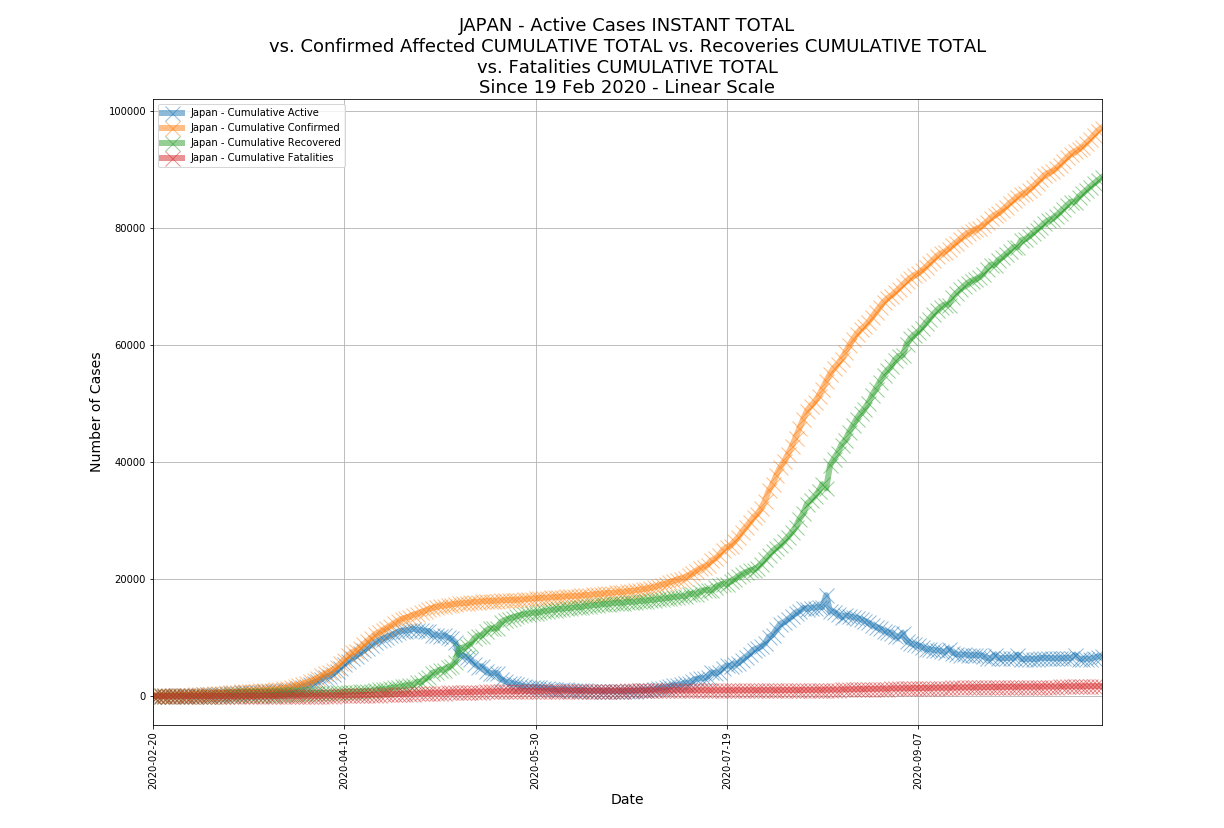 JAPAN - Active Cases INSTANT TOTAL
vs. Confirmed Affected CUMULATIVE TOTAL vs. Recoveries CUMULATIVE TOTAL
vs. Fatalities CUMULATIVE TOTAL
Since 19 Feb 2020 - Linear Scale
Japan - Cumulative Active
Japan - Cumulative Confirmed
Japan - Cumulative Recovered
Japan - Cumulative Fatalities
100000
80000
60000
40000
20000
0
Number of Cases
2020-02-20
2020-04-10
2020-05-30
2020-07-19
2020-09-07
Date